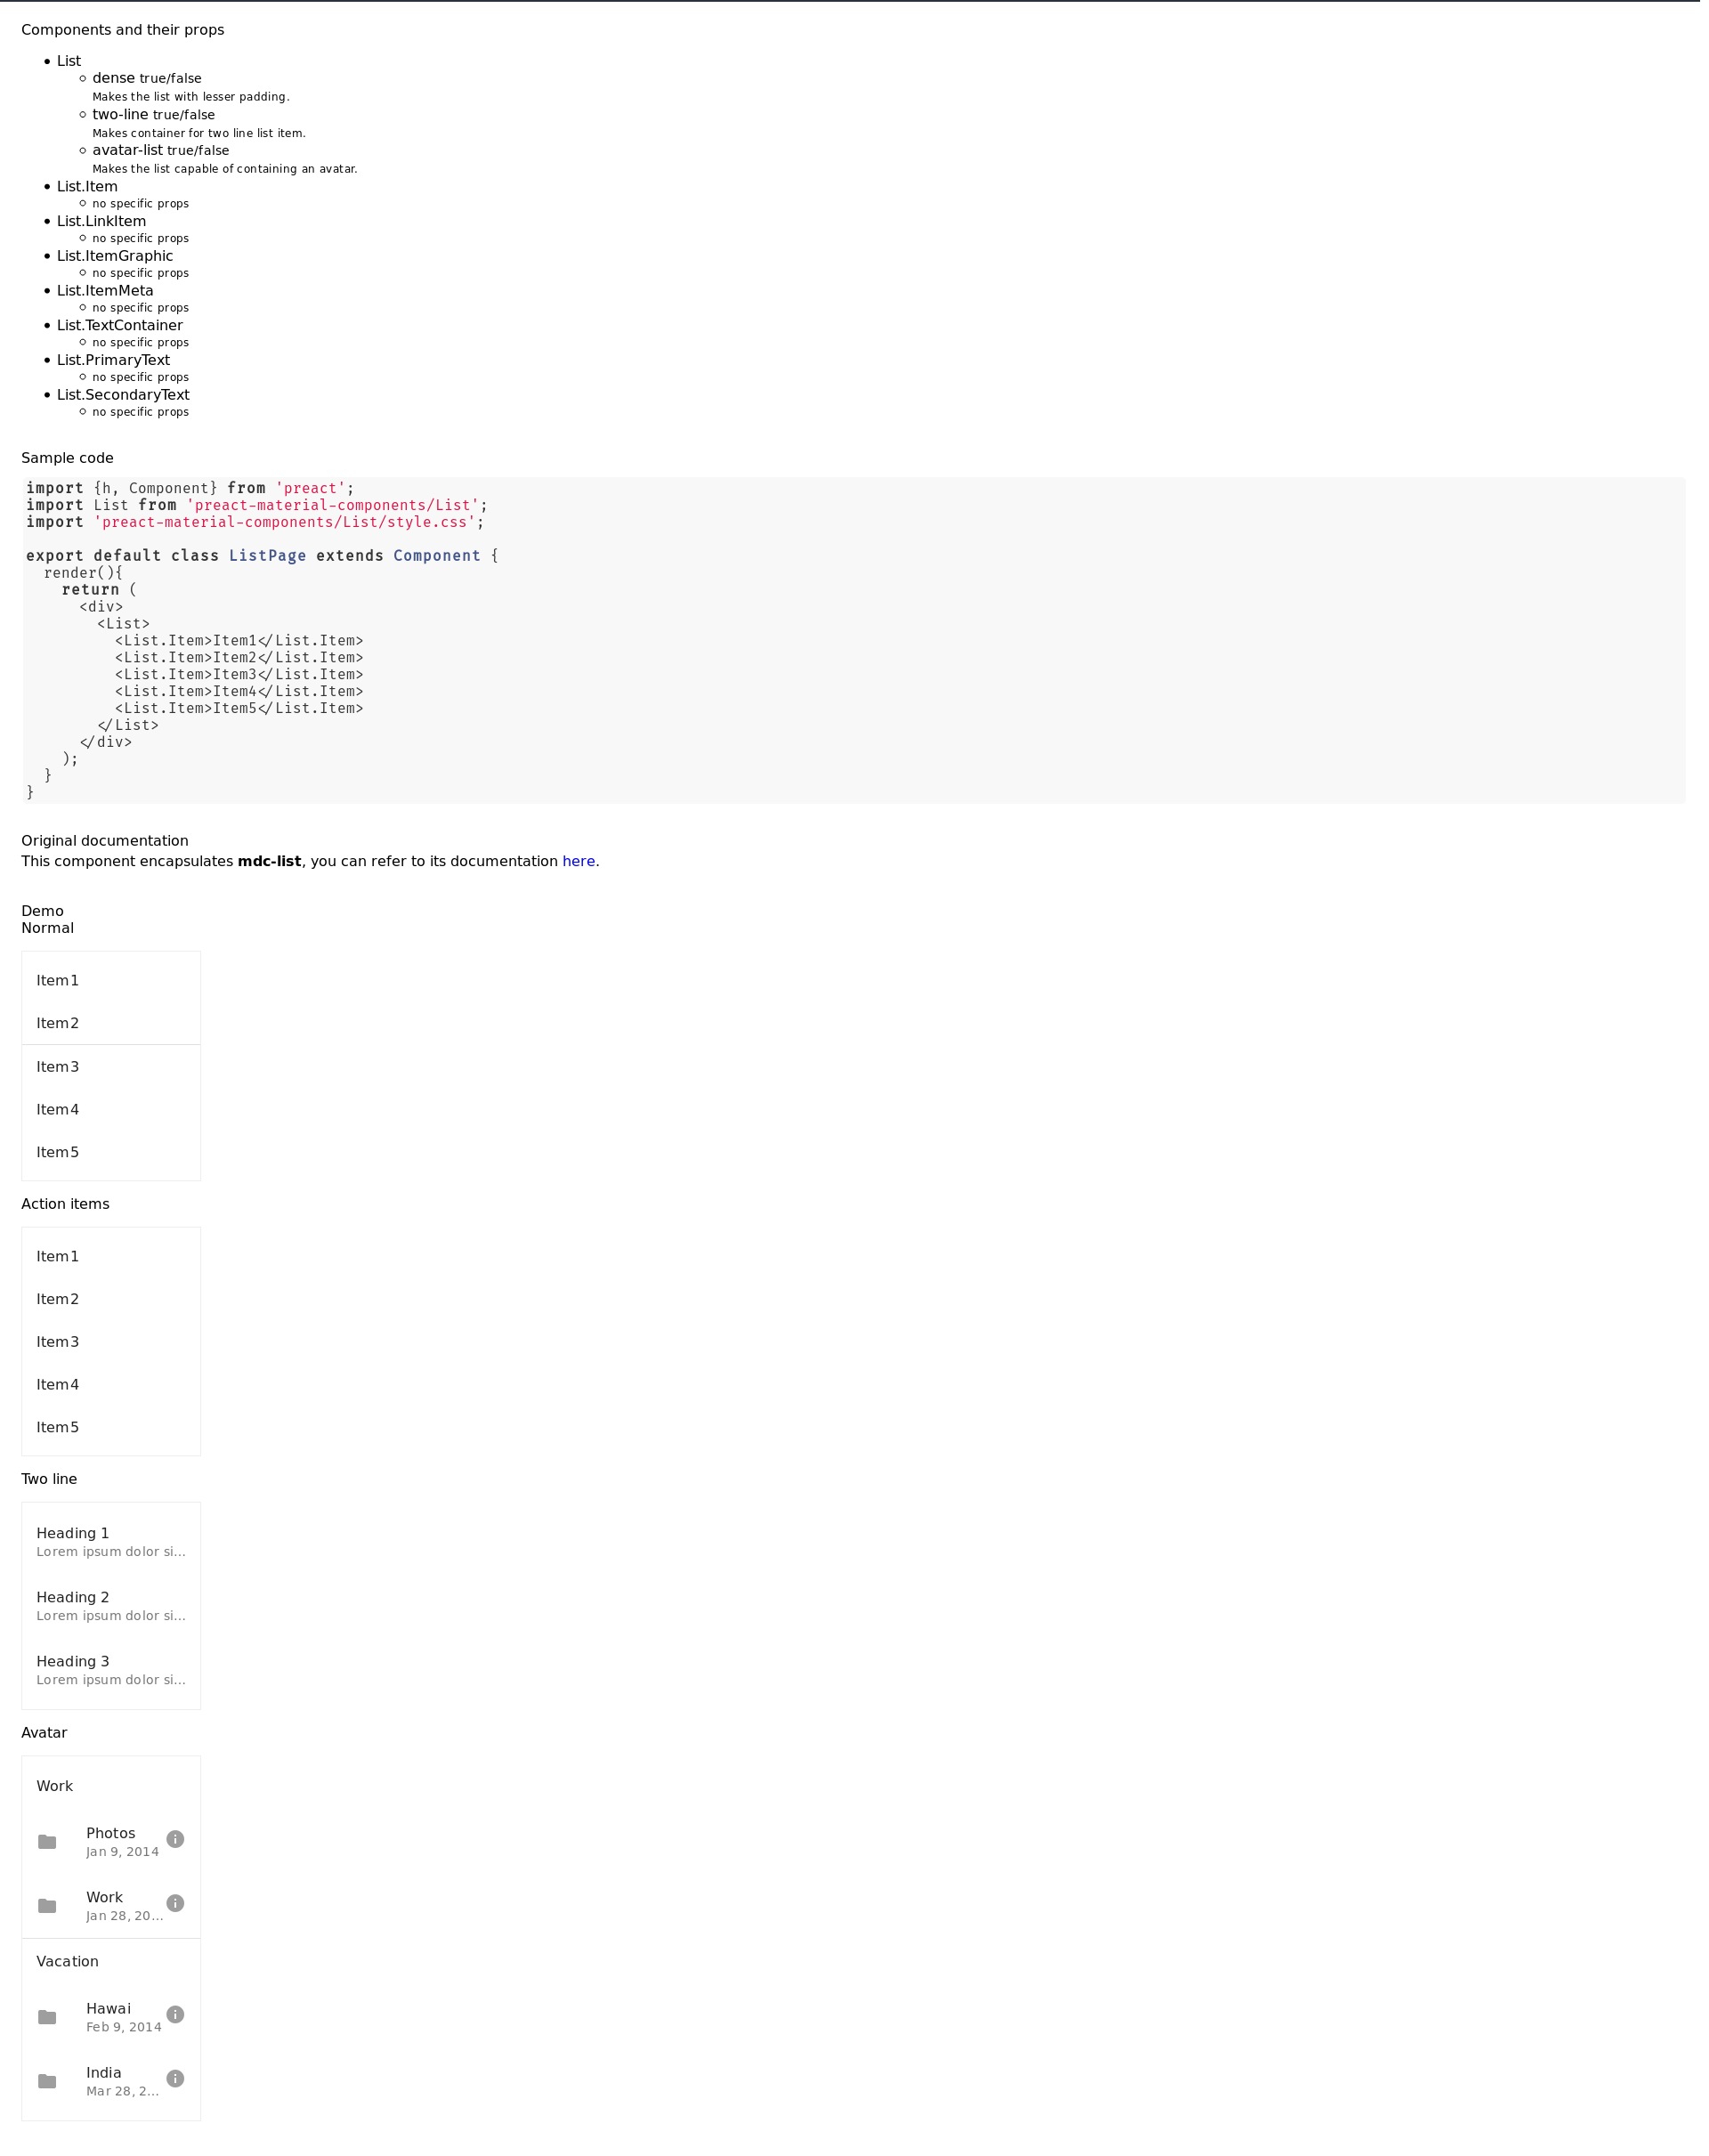 Components and their props
List
dense true/false
Makes the list with lesser padding.
two-line true/false
Makes container for two line list item.
avatar-list true/false
Makes the list capable of containing an avatar.
List.Item
no specific props
List.LinkItem
no specific props
List.ItemGraphic
no specific props
List.ItemMeta
no specific props
List.TextContainer
no specific props
List.PrimaryText
no specific props
List.SecondaryText
no specific props
Sample code
import {h, Component} from 'preact';
import List from 'preact-material-components/List';
import 'preact-material-components/List/style.css';
export default class ListPage extends Component {
  render(){
    return (
      <div>
        <List>
          <List.Item>Item1</List.Item>
          <List.Item>Item2</List.Item>
          <List.Item>Item3</List.Item>
          <List.Item>Item4</List.Item>
          <List.Item>Item5</List.Item>
        </List>
      </div>
    );
  }
}
Original documentation
This component encapsulates mdc-list, you can refer to its documentation here.
Demo
Normal
Item1
Item2
Item3
Item4
Item5
Action items
Item1
Item2
Item3
Item4
Item5
Two line
Heading 1
Lorem ipsum dolor si…
Heading 2
Lorem ipsum dolor si…
Heading 3
Lorem ipsum dolor si…
Avatar
Work
Photos
Jan 9, 2014
Work
Jan 28, 20…
Vacation
Hawai
Feb 9, 2014
India
Mar 28, 2…